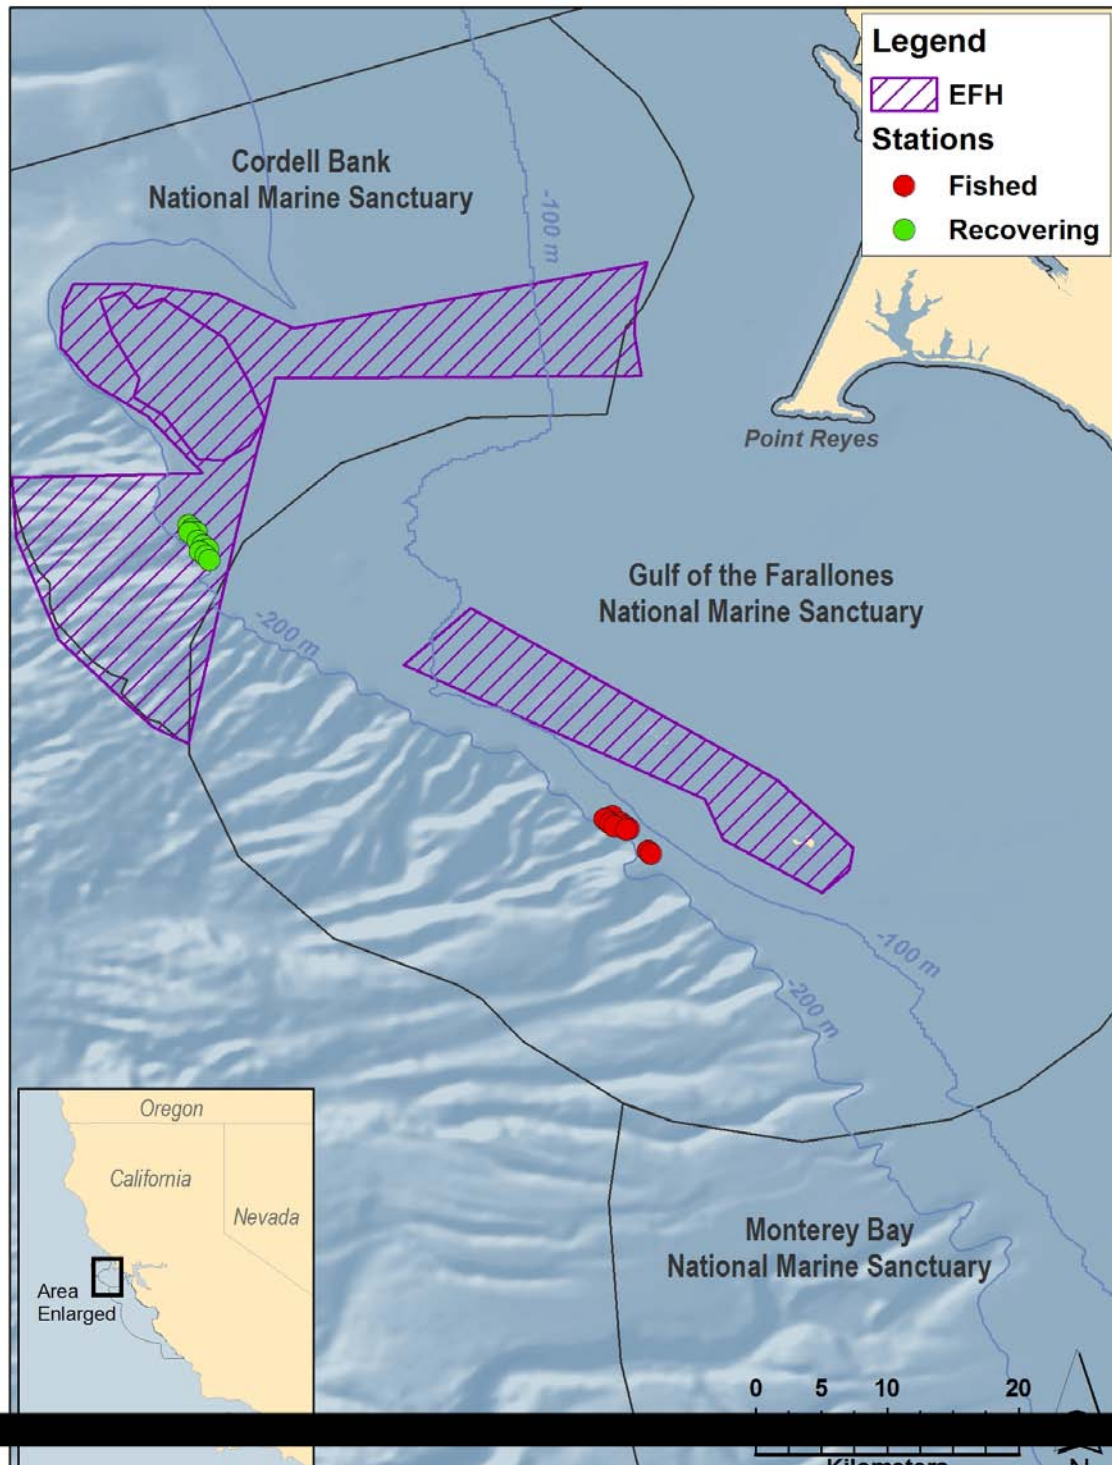 Legend
EFH
Stations
Fished
Recovering
Cordell Bank
National Marine Sanctuary
-100 m
Point Reyes
Gulf of the Farallones
National Marine Sanctuary
-200 m
-100 m
-200 m
Monterey Bay
National Marine Sanctuary
Oregon
California
Nevada
Area
Enlarged
0 5 10 20
Kilometers
N